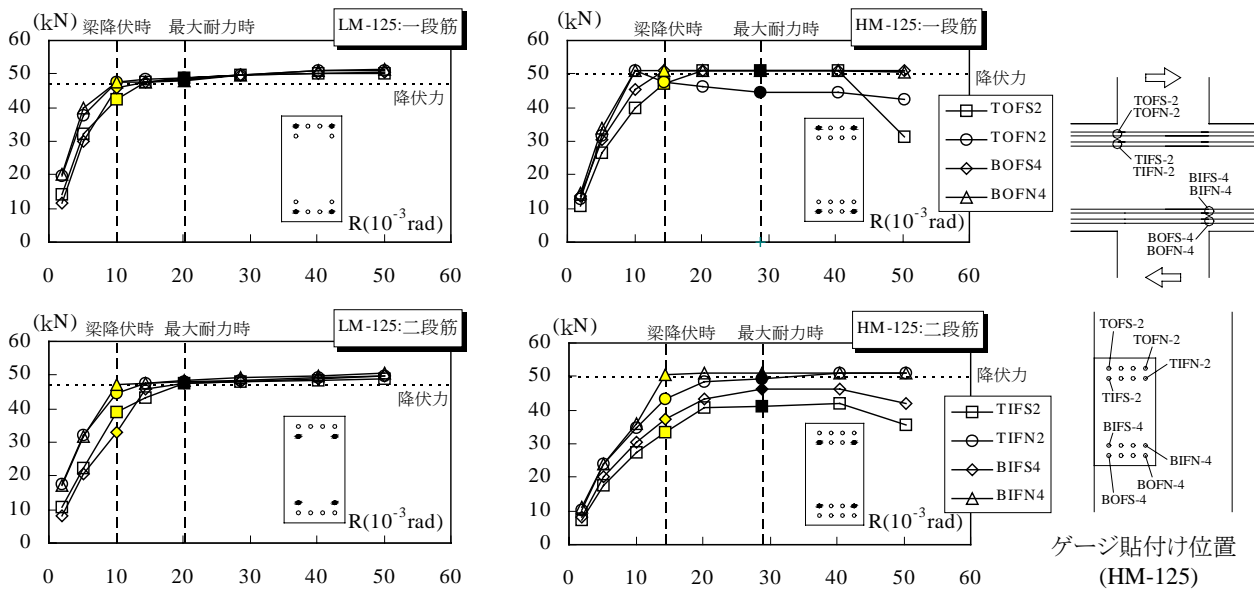 (kN)
LM-125:一段筋
梁降伏時 最大耐力時
60
50
40
30
20
10
0
降伏力
R(10⁻³rad)
0 10 20 30 40 50 60
(kN)
HM-125:一段筋
梁降伏時 最大耐力時
60
50
40
30
20
10
0
降伏力
R(10⁻³rad)
0 10 20 30 40 50 60
TOFS2
TOFN2
BOFS4
BOFN4
TOFS-2
TOFN-2
TIFS-2
TIFN-2
BIFS-4
BIFN-4
BOFS-4
BOFN-4
(kN)
LM-125:二段筋
梁降伏時 最大耐力時
60
50
40
30
20
10
0
降伏力
R(10⁻³rad)
0 10 20 30 40 50 60
(kN)
HM-125:二段筋
梁降伏時 最大耐力時
60
50
40
30
20
10
0
降伏力
R(10⁻³rad)
0 10 20 30 40 50 60
TIFS2
TIFN2
BIFS4
BIFN4
TOFS-2
TOFN-2
TIFN-2
TIFS-2
BIFS-4
BIFN-4
BOFN-4
BOFS-4
ゲージ貼付け位置
(HM-125)